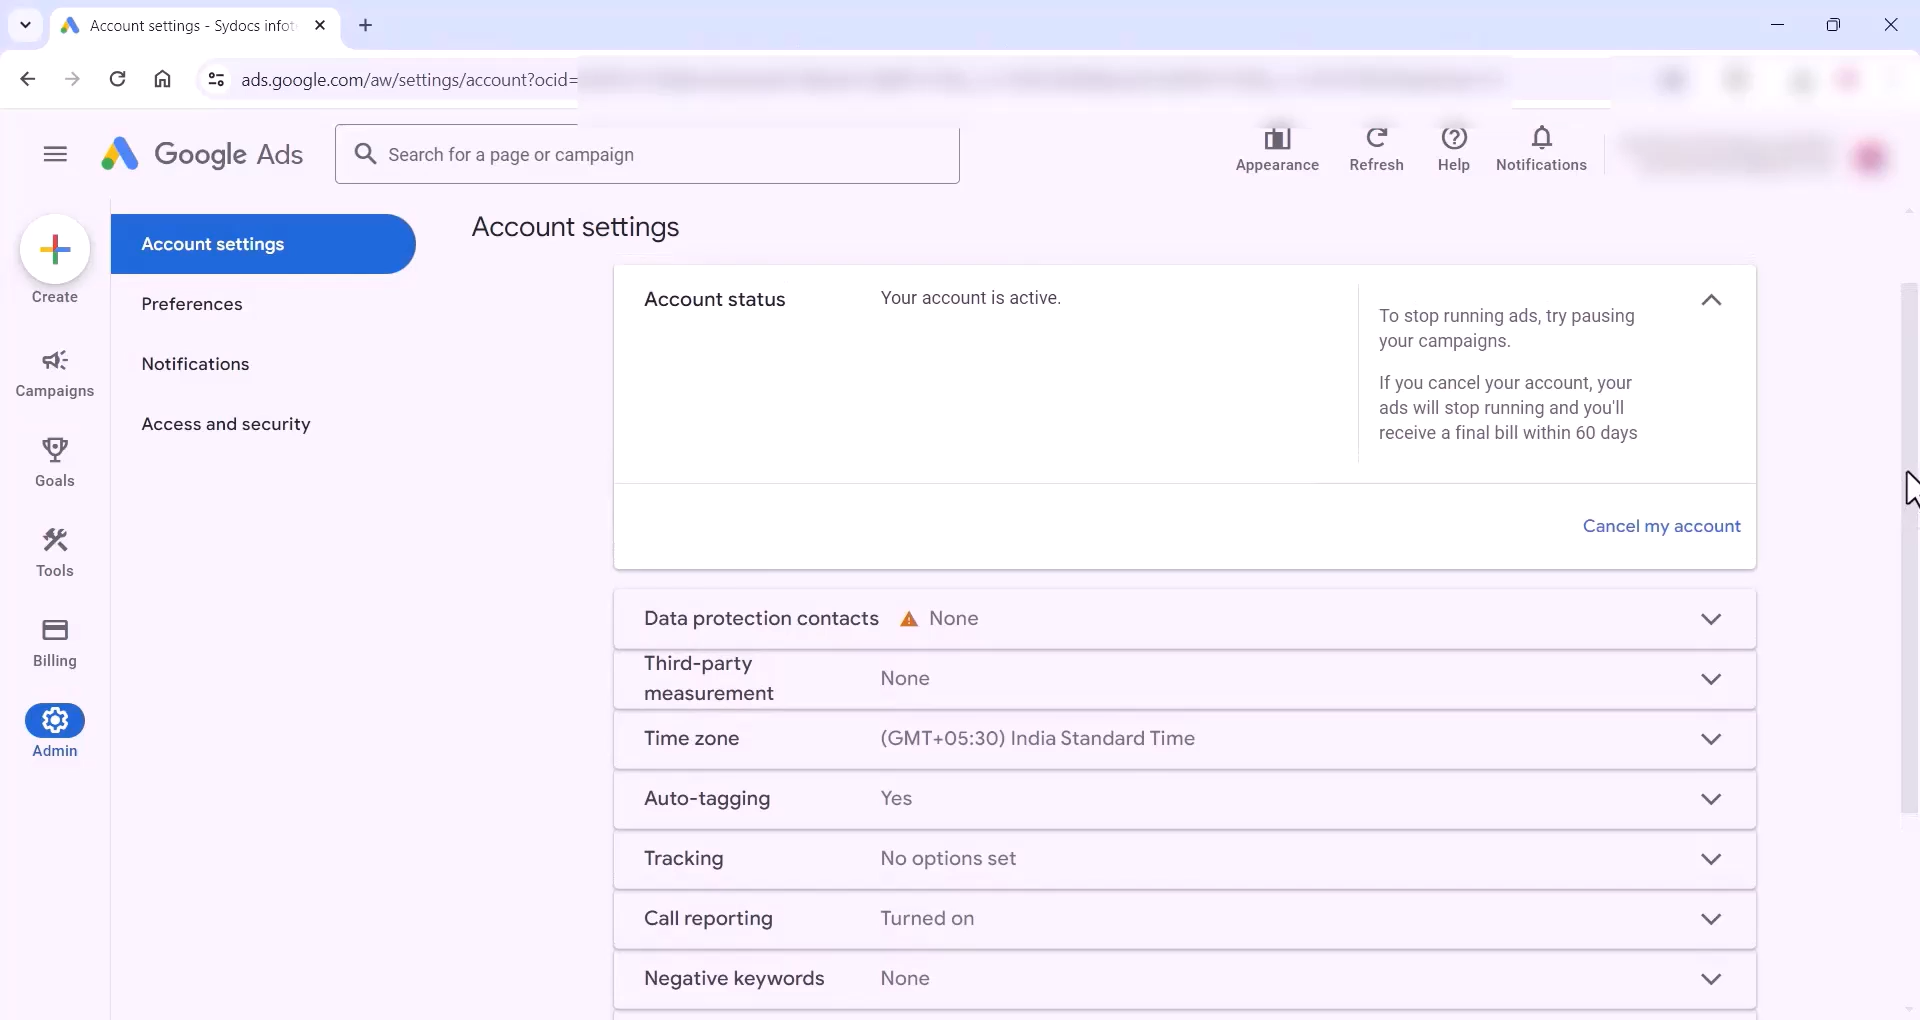 Account settings - Sydocs infot
ads.google.com/aw/settings/account?ocid=
Google Ads
Search for a page or campaign
Appearance
Refresh
Help
Notifications
Create
Campaigns
Goals
Tools
Billing
Admin
Account settings
Preferences
Notifications
Access and security
Account settings
Account status
Your account is active.
To stop running ads, try pausing
your campaigns.
If you cancel your account, your
ads will stop running and you'll
receive a final bill within 60 days
Cancel my account
Data protection contacts None
Third-party
measurement
None
Time zone (GMT+05:30) India Standard Time
Auto-tagging Yes
Tracking No options set
Call reporting Turned on
Negative keywords None